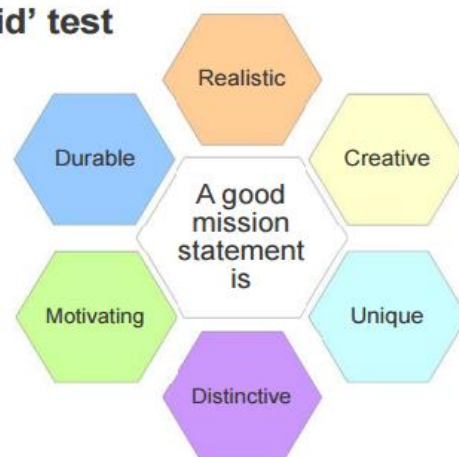 id’ test
Realistic
Durable
Creative
A good
mission
statement
is
Motivating
Unique
Distinctive